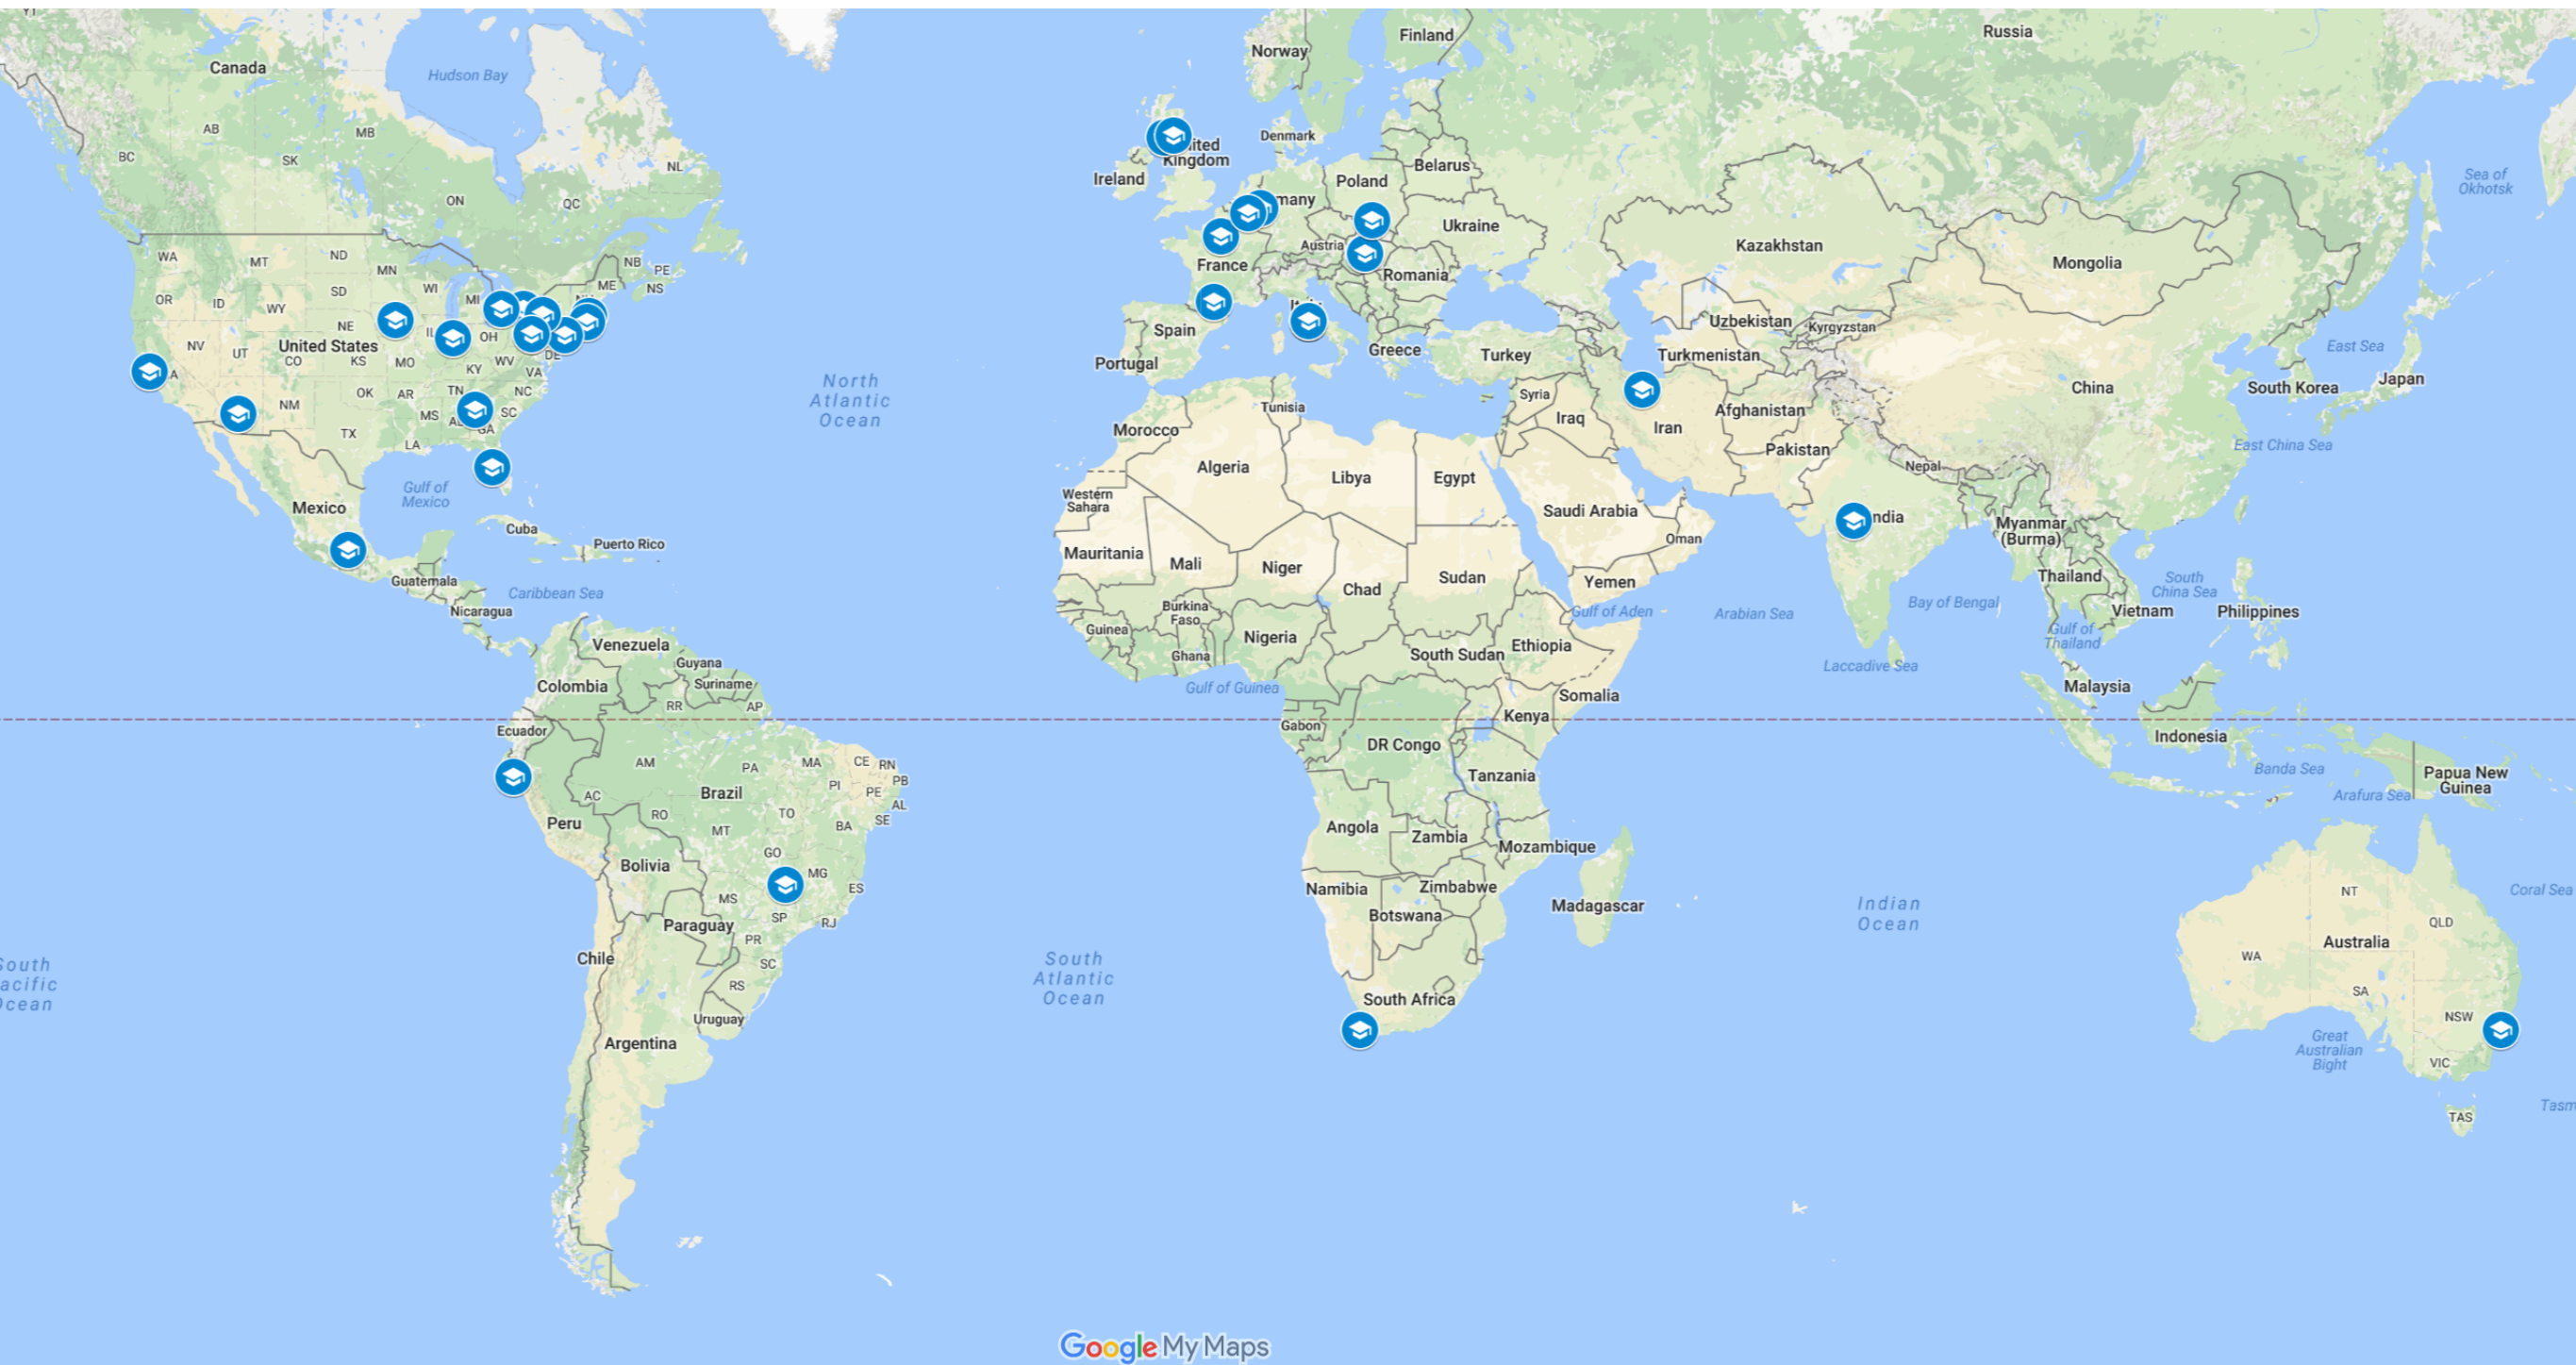 Canada
Hudson Bay
AB
MB
BC
SK
NL
ON
QC
WA
MT
ND
MN
NB
PE
NS
ME
OR
ID
WY
SD
WI
MI
NE
NV
UT
United States
CO
KS
MO
OH
WV
VA
KY
DE
OK
AR
TN
NC
SC
NM
MS
GA
TX
LA
Gulf of
Mexico
Mexico
Cuba
Puerto Rico
Guatemala
Caribbean Sea
Nicaragua
North
Atlantic
Ocean
Venezuela
Guyana
Suriname
Colombia
RR
AP
Ecuador
AM
PA
MA
CE
RN
PB
PI
PE
AL
SE
AC
Brazil
TO
BA
RO
MT
Peru
GO
MG
ES
Bolivia
MS
SP
RJ
Paraguay
PR
SC
Chile
RS
Uruguay
Argentina
South
Atlantic
Ocean
Norway
Finland
Russia
Denmark
Kingdom
Ireland
Poland
Belarus
Ukraine
Austria
France
Romania
Spain
Portugal
Greece
Turkey
Kazakhstan
Mongolia
Uzbekistan
Kyrgyzstan
Turkmenistan
Sea of
Okhotsk
East Sea
South Korea
Japan
China
East China Sea
Syria
Iraq
Iran
Afghanistan
Pakistan
Nepal
Tunisia
Morocco
Algeria
Libya
Egypt
Western
Sahara
Saudi Arabia
Oman
Yemen
Mauritania
Mali
Niger
Chad
Sudan
Burkina
Faso
Guinea
Ghana
Nigeria
South Sudan
Ethiopia
Gulf of Aden
Arabian Sea
Gulf of Guinea
Somalia
Kenya
Gabon
DR Congo
Tanzania
Angola
Zambia
Mozambique
Namibia
Zimbabwe
Botswana
Madagascar
South Africa
Myanmar
(Burma)
Thailand
Bay of Bengal
Laccadive Sea
Gulf of
Thailand
Vietnam
South
China Sea
Philippines
Malaysia
Indonesia
Banda Sea
Arafura Sea
Papua New
Guinea
Indian
Ocean
Coral Sea
NT
QLD
Australia
WA
SA
NSW
VIC
Great
Australian
Bight
TAS
Google My Maps